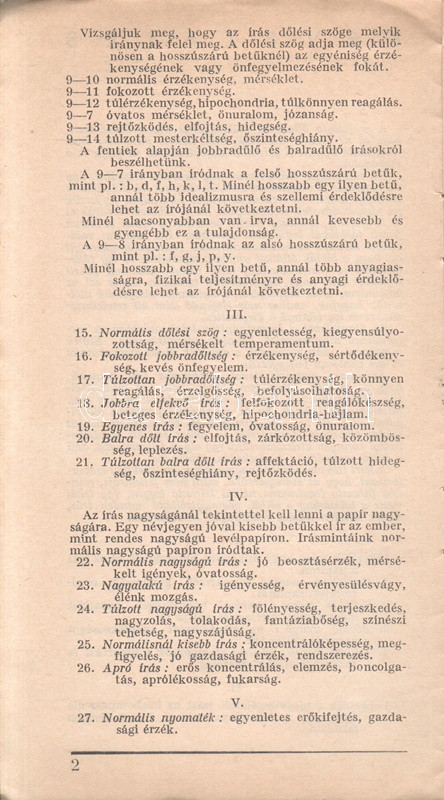 Vizsgáljuk meg, hogy az írás dőlési szöge melyik
iránynak felel meg. A dőlési szög adja meg (külö-
nösen a hosszúszárú betűknél) az egyéniség érzé-
kenységének vagy önfegyelmezésének fokát.
9—10 normális érzékenység, mérséklet.
9—11 fokozott érzékenység.
9—12 túlérzékenység, hipochondria, túlkönnyen reagálás.
9—7 óvatos mérséklet, önuralom, józanság.
9—13 rejtőzködés, elfojtás, hidegség.
9—14 túlzott mesterkéltség, őszinteséghiány.
A fentiek alapján jobbradülő és balradülő írásokról
beszélhetünk.
A 9—7 irányban íródnak a felső hosszúszárú betűk,
mint pl.: b, d, f, h, k, l, t. Minél hosszabb egy ilyen betű,
annál több idealizmusra és szellemi érdeklődésre
lehet az írójánál következtetni.
Minél alacsonyabban van irva, annál kevesebb és
gyengébb ez a tulajdonság.
A 9—8 irányban íródnak az alsó hosszúszárú betűk,
mint pl.: f, g, j, p, y.
Minél hosszabb egy ilyen betű, annál több anyagias-
ságra, fizikai teljesítményre és anyagi érdeklő-
désre lehet az írójánál következtetni.
III.
15. Normális dőlési szög: egyenletesség, kiegyensúlyo-
zottság, mérsékelt temperamentum.
16. Fokozott jobbradőltség: érzékenység, sértődékeny-
ség, kevés önfegyelem.
17. Túlzottan jobbradőltség: túlérzékenység, könnyen
reagálás, érzelgősség, befolyásolhatóság.
18. Jobbra elfekvő írás: felfokozott reagálókészség,
beteges érzékenység, hipochondria-hajlam.
19. Egyenes írás: fegyelem, óvatosság, önuralom.
20. Balra dőlt írás: elfojtás, zárkózottság, közömbös-
ség, leplezés.
21. Túlzottan balra dőlt írás: affektáció, túlzott hideg-
ség, őszinteséghiány, rejtőzködés.
IV.
Az írás nagyságánál tekintettel kell lenni a papír nagy-
ságára. Egy névjegyen jóval kisebb betűkkel ír az ember,
mint rendes nagyságú levélpapíron. Irásmintáink nor-
mális nagyságú papíron íródtak.
22. Normális nagyságú írás: jó beosztásérzék, mérsé-
kelt igények, óvatosság.
23. Nagyalakú írás: igényesség, érvényesülésvágy,
élénk mozgás.
24. Túlzott nagyságú írás: fölényesség, terjeszkedés,
nagyzolás, tolakodás, fantáziabőség, színészi
tehetség, nagyszájúság.
25. Normálisnál kisebb írás: koncentrálóképesség, meg-
figyelés, jó gazdasági érzék, rendszerezés.
26. Apró írás: erős koncentrálás, elemzés, boncolga-
tás, aprólékosság, fukarság.
V.
27. Normális nyomaték: egyenletes erőkifejtés, gazda-
sági érzék.
2